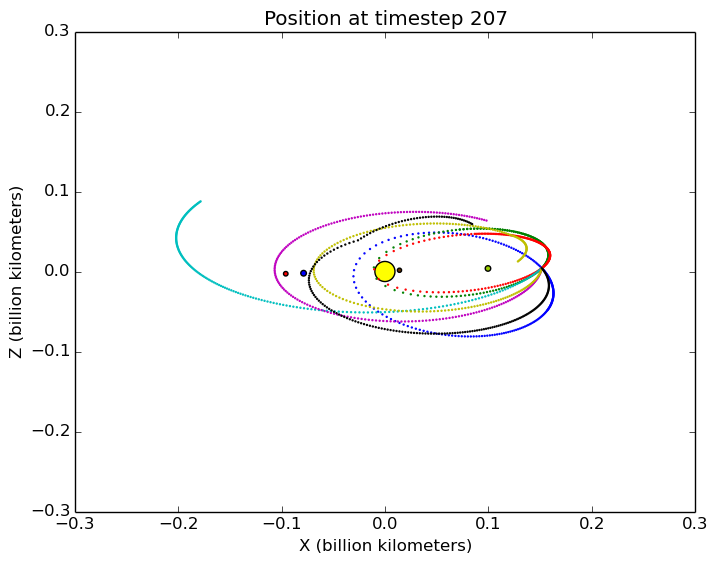 Position at timestep 207
0.3
0.2
0.1
0.0
−0.1
−0.2
−0.3
Z (billion kilometers)
−0.3 −0.2 −0.1 0.0 0.1 0.2 0.3
X (billion kilometers)